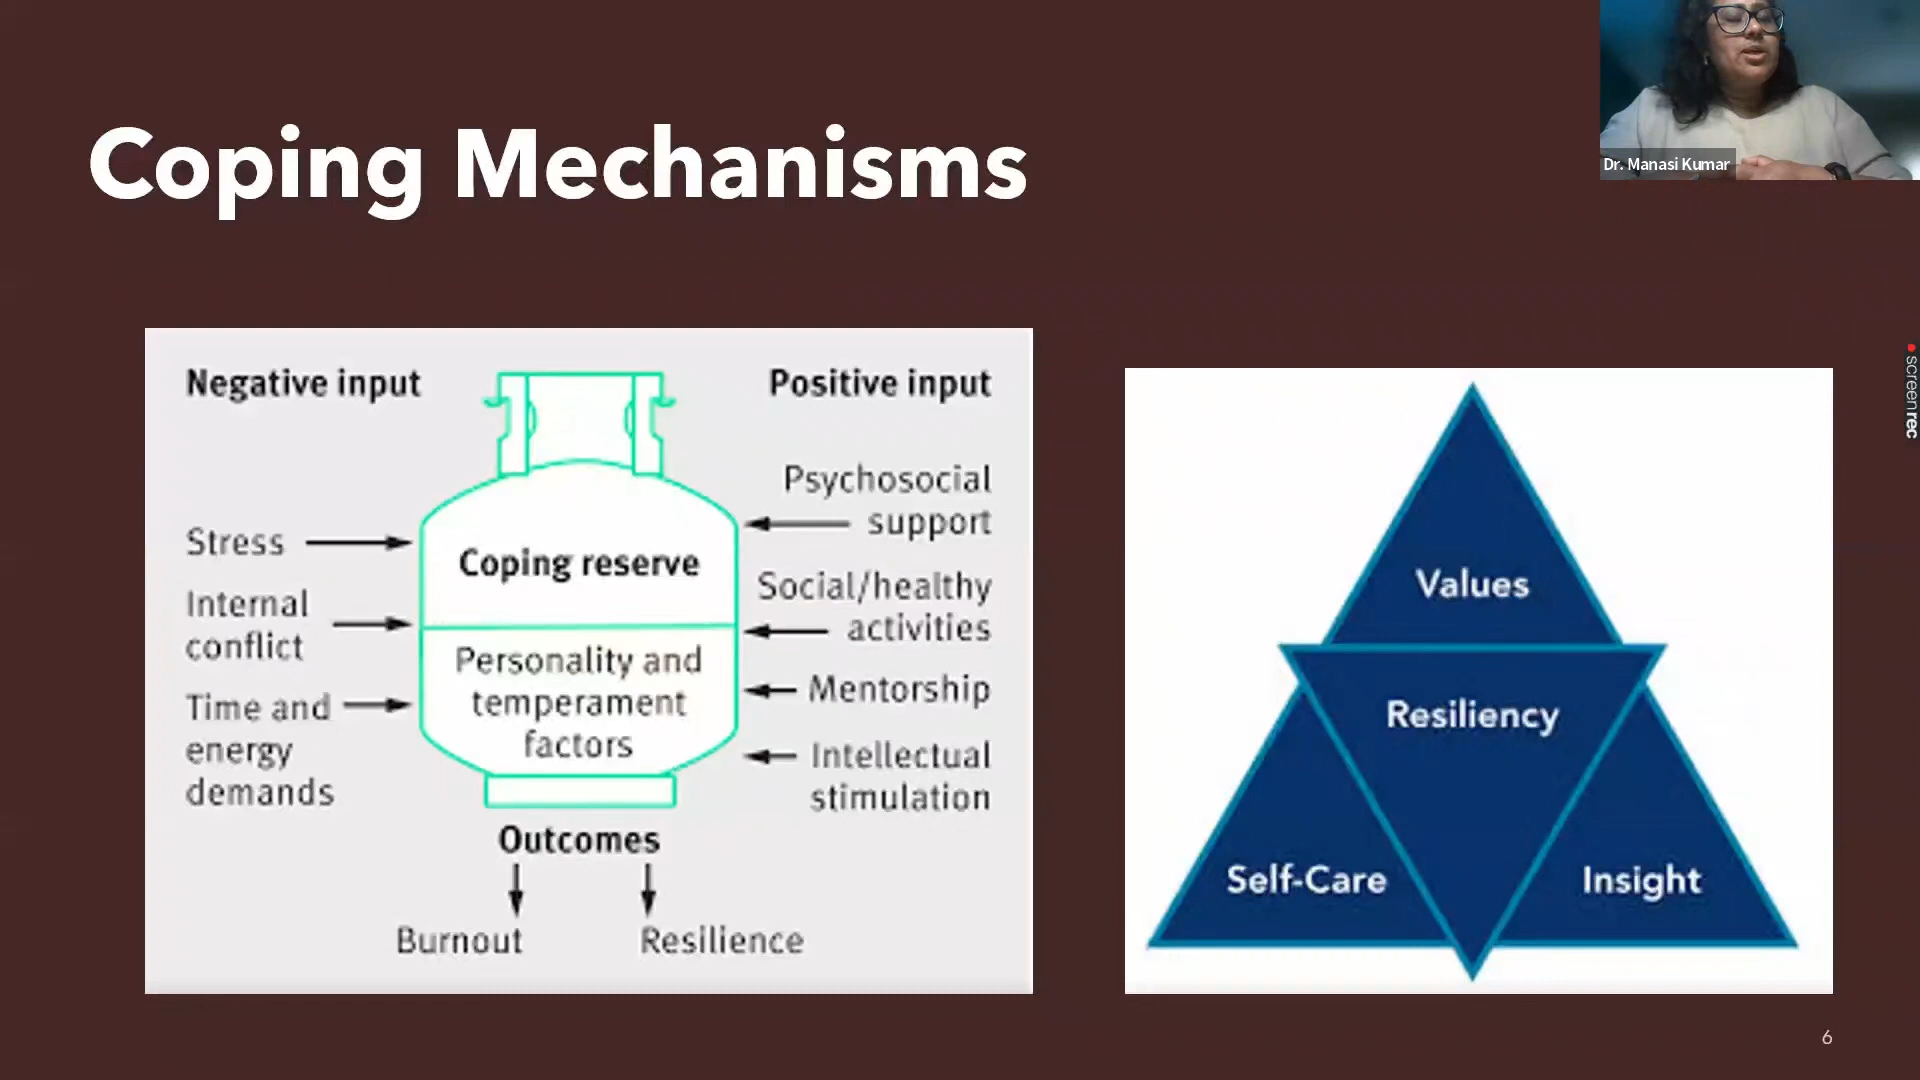 Coping Mechanisms
Dr. Manasi Kumar
screenrec
Negative input
Positive input
Stress
Internal
conflict
Time and
energy
demands
Coping reserve
Personality and
temperament
factors
Psychosocial
support
Social/healthy
activities
Mentorship
Intellectual
stimulation
Outcomes
Burnout
Resilience
Values
Resiliency
Self-Care
Insight
6